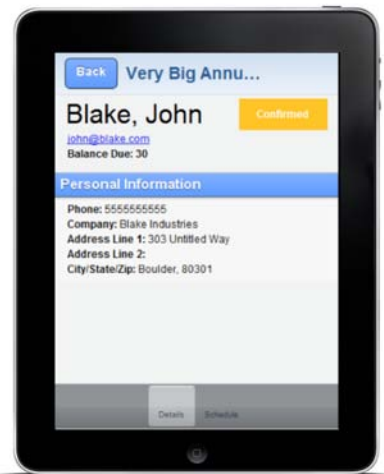 Back Very Big Annu...
Blake, John Confirmed
john@blake.com
Balance Due: 30
Personal Information
Phone: 5555555555
Company: Blake Industries
Address Line 1: 303 Untitled Way
Address Line 2:
City/State/Zip: Boulder, 80301
Details Schedule